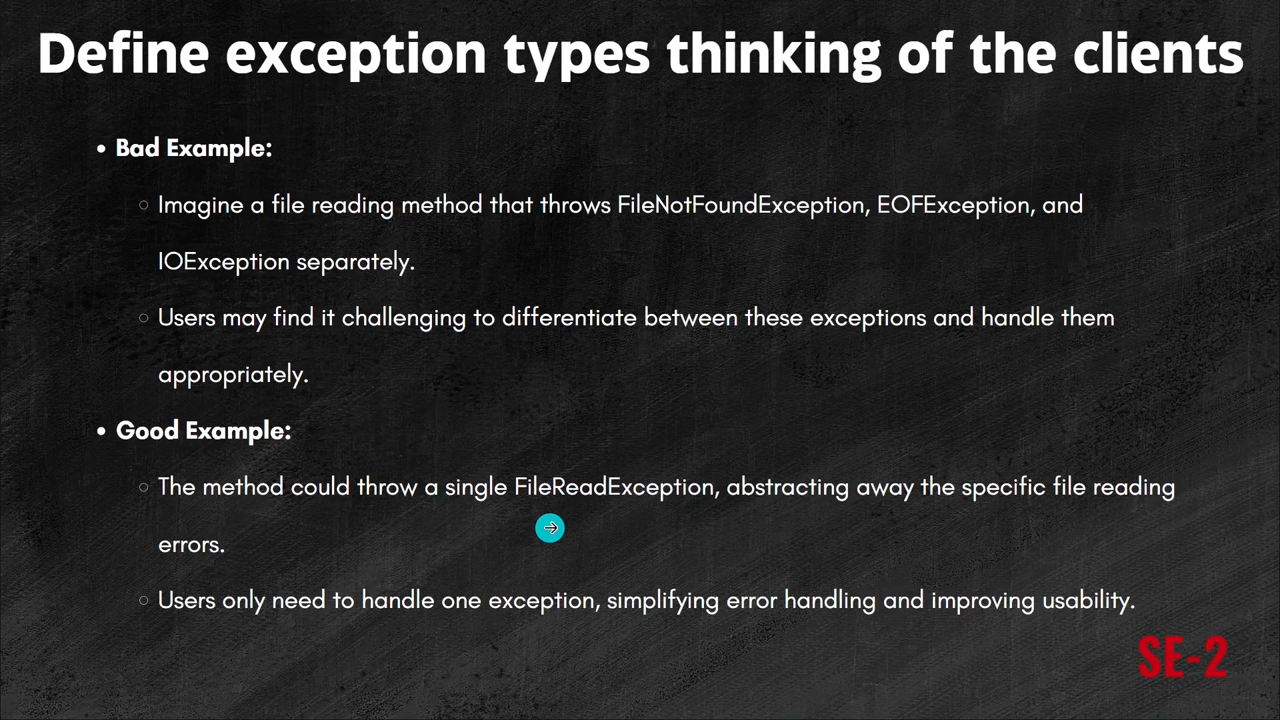 Define exception types thinking of the clients
• Bad Example:
○ Imagine a file reading method that throws FileNotFoundException, EOFException, and
IOException separately.
○ Users may find it challenging to differentiate between these exceptions and handle them
appropriately.
• Good Example:
○ The method could throw a single FileReadException, abstracting away the specific file reading
errors.
○ Users only need to handle one exception, simplifying error handling and improving usability.
SE-2